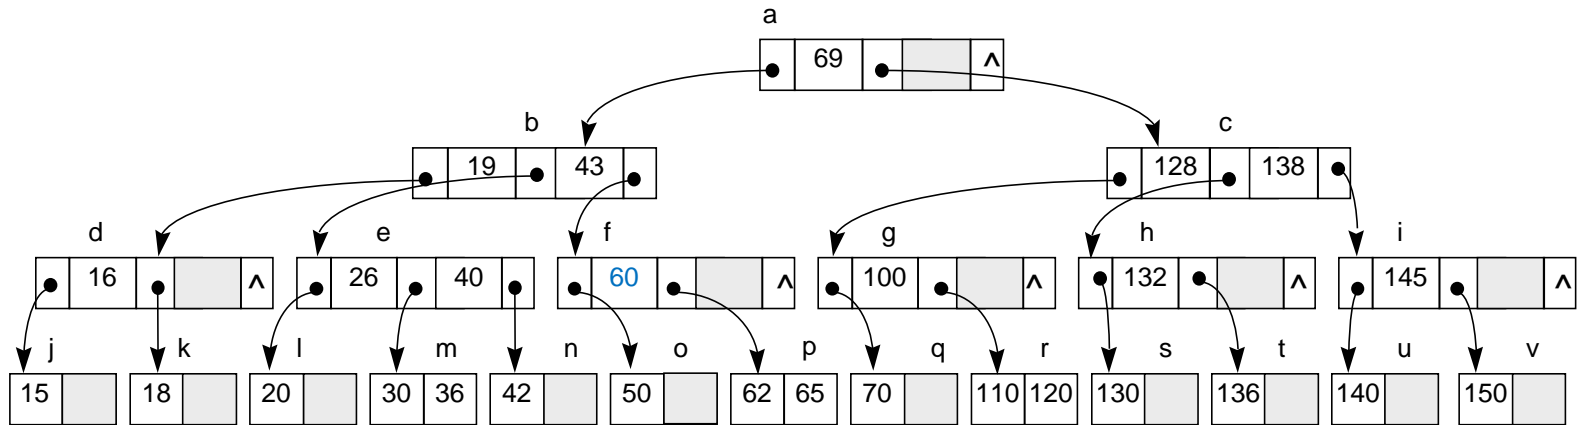 a
69 ^
b c
19 43 128 138
d e f g h i
16 ^ 26 40 60 ^ 100 ^ 132 ^ 145 ^
j k l m n o p q r s t u v
15 18 20 30 36 42 50 62 65 70 110 120 130 136 140 150